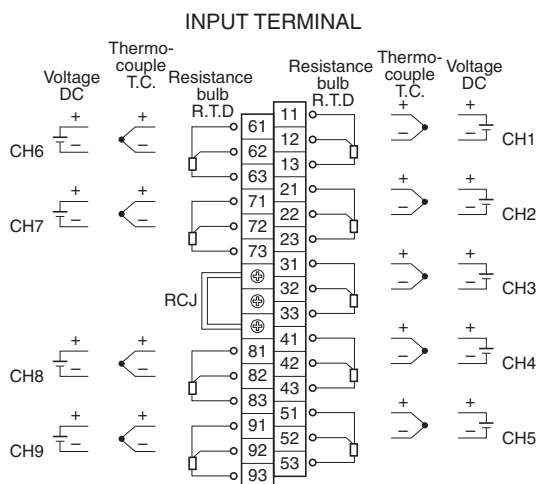 INPUT TERMINAL
Voltage
DC
Thermo-
couple
T.C.
Resistance
bulb
R.T.D
Resistance
bulb
R.T.D
Thermo-
couple
T.C.
Voltage
DC
CH6 + − + − 61 62 63
CH7 + − + − 71 72 73
RCJ
CH8 + − + − 81 82 83
CH9 + − + − 91 92 93
11 12 13 + − + − CH1
21 22 23 + − + − CH2
31 32 33 + − + − CH3
41 42 43 + − + − CH4
51 52 53 + − + − CH5